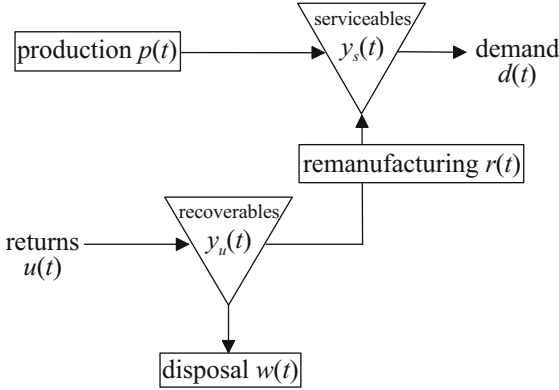 serviceables
production p(t)
y_s(t)
demand
d(t)
remanufacturing r(t)
recoverables
returns
y_u(t)
u(t)
disposal w(t)